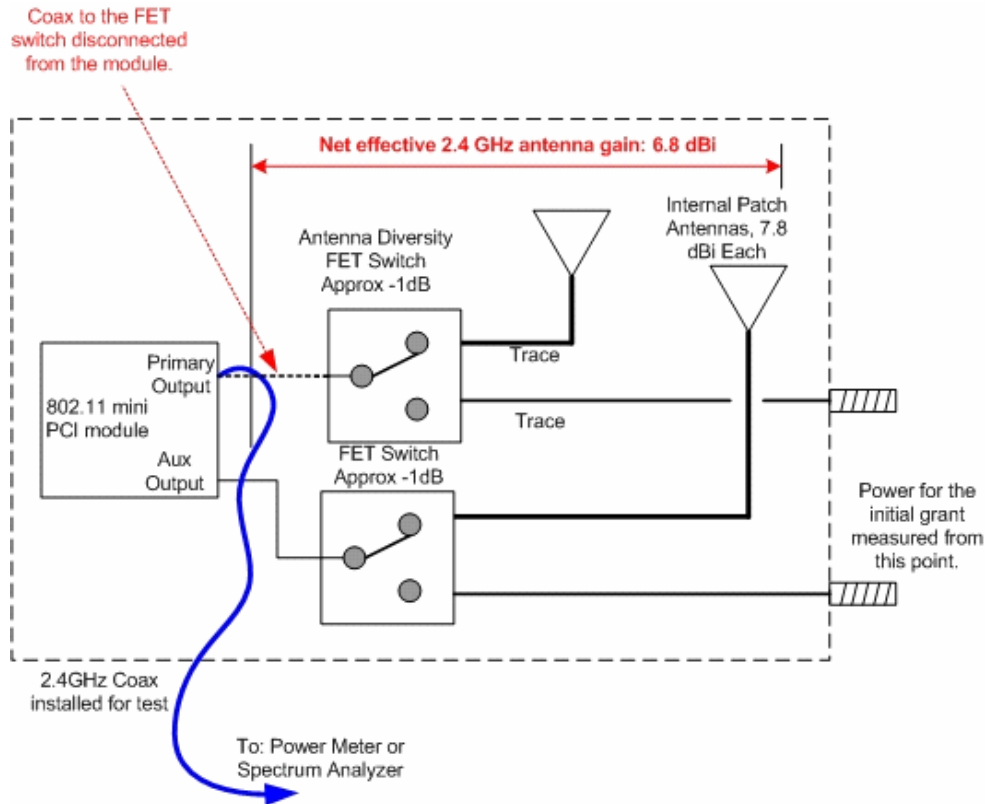 Coax to the FET
switch disconnected
from the module.
Net effective 2.4 GHz antenna gain: 6.8 dBi
Internal Patch
Antennas, 7.8
dBi Each
Antenna Diversity
FET Switch
Approx -1dB
Trace
Primary
Output
802.11 mini
PCI module
Trace
Aux
Output
FET Switch
Approx -1dB
Power for the
initial grant
measured from
this point.
2.4GHz Coax
installed for test
To: Power Meter or
Spectrum Analyzer